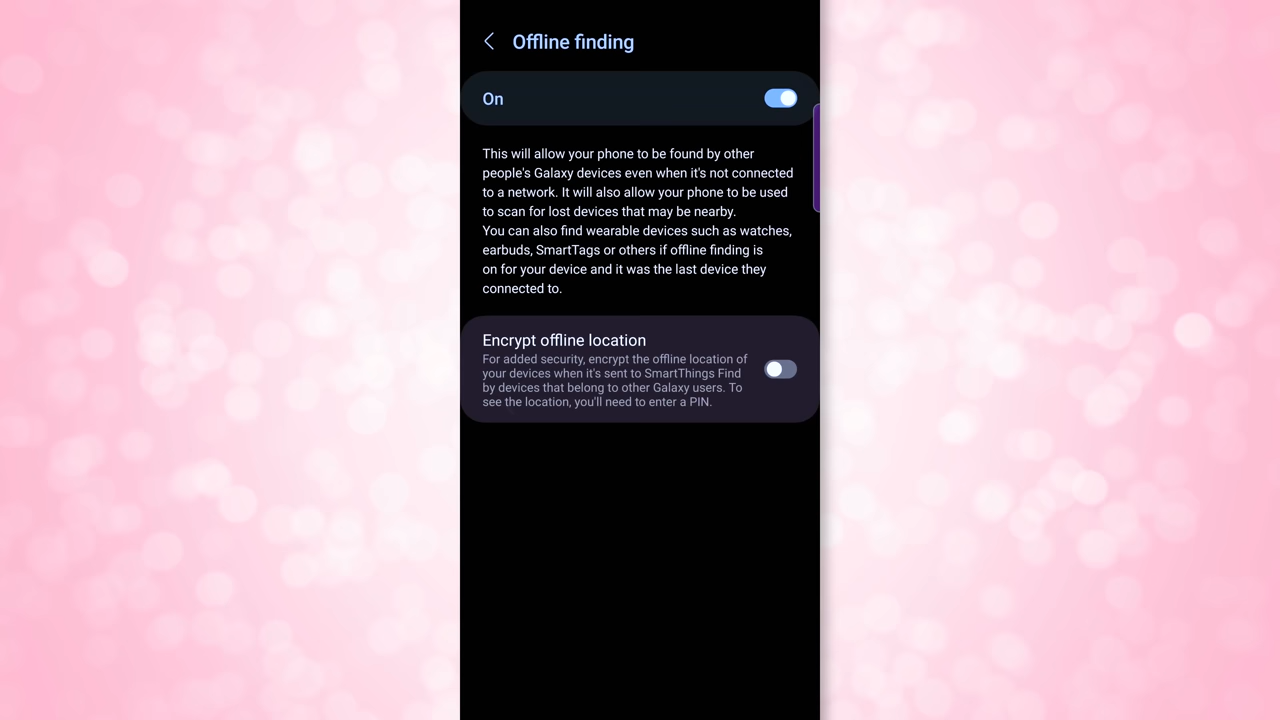 Offline finding
On
This will allow your phone to be found by other
people's Galaxy devices even when it's not connected
to a network. It will also allow your phone to be used
to scan for lost devices that may be nearby.
You can also find wearable devices such as watches,
earbuds, SmartTags or others if offline finding is
on for your device and it was the last device they
connected to.
Encrypt offline location
For added security, encrypt the offline location of
your devices when it's sent to SmartThings Find
by devices that belong to other Galaxy users. To
see the location, you'll need to enter a PIN.